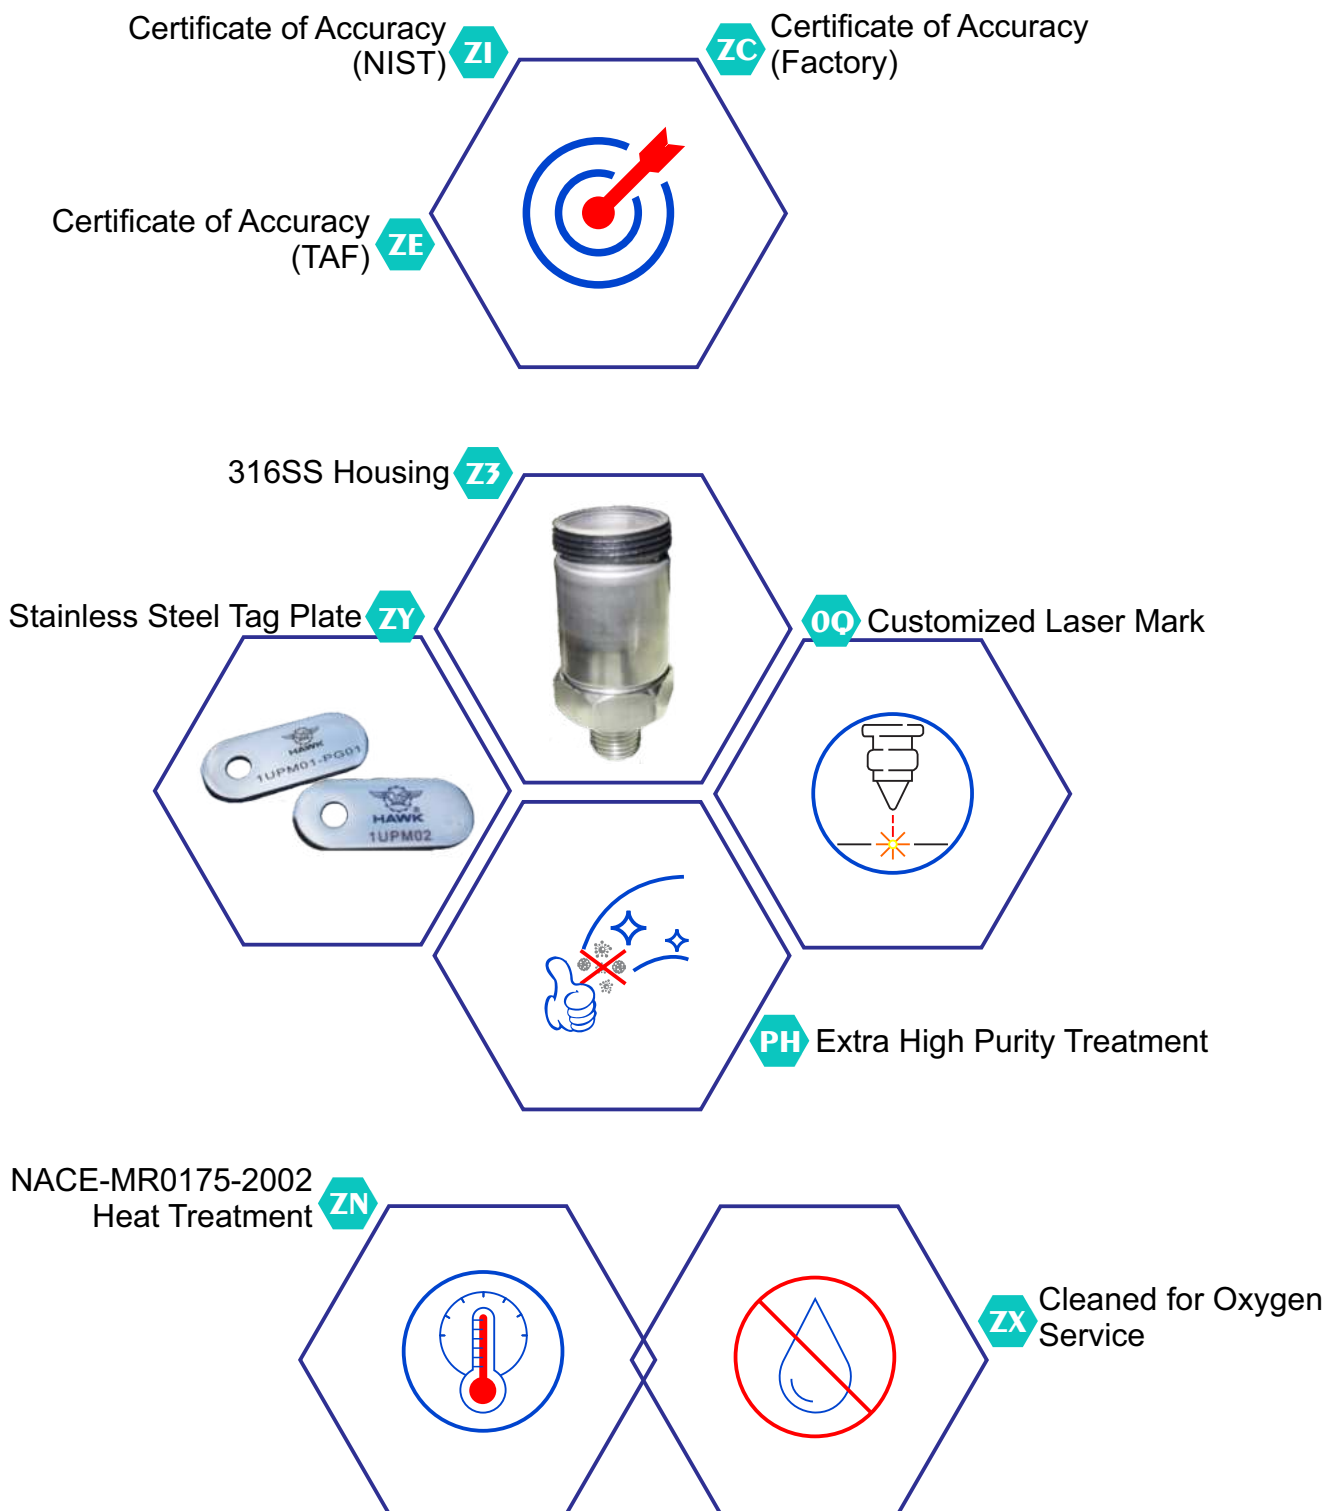 Certificate of Accuracy
(NIST)
ZI
ZC
Certificate of Accuracy
(Factory)
Certificate of Accuracy
(TAF)
ZE
316SS Housing
Z3
Stainless Steel Tag Plate
ZY
0Q
Customized Laser Mark
HAWK
1UPM01-PG01
HAWK®
1UPM02
PH
Extra High Purity Treatment
NACE-MR0175-2002
Heat Treatment
ZN
ZX
Cleaned for Oxygen
Service